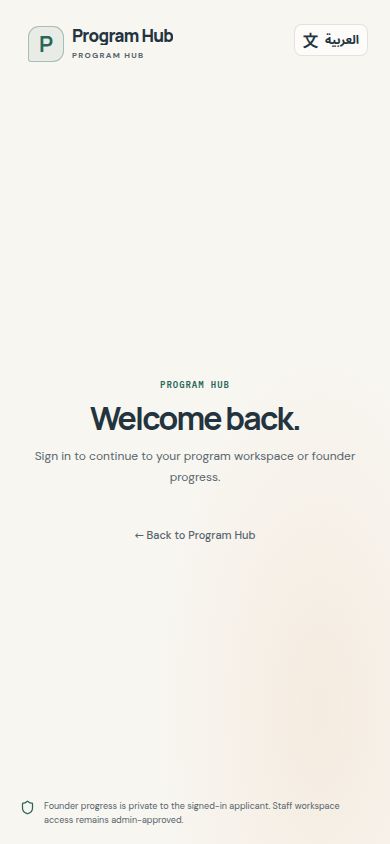 P
Program Hub
PROGRAM HUB
文 العربية
PROGRAM HUB
Welcome back.
Sign in to continue to your program workspace or founder
progress.
← Back to Program Hub
Founder progress is private to the signed-in applicant. Staff workspace
access remains admin-approved.